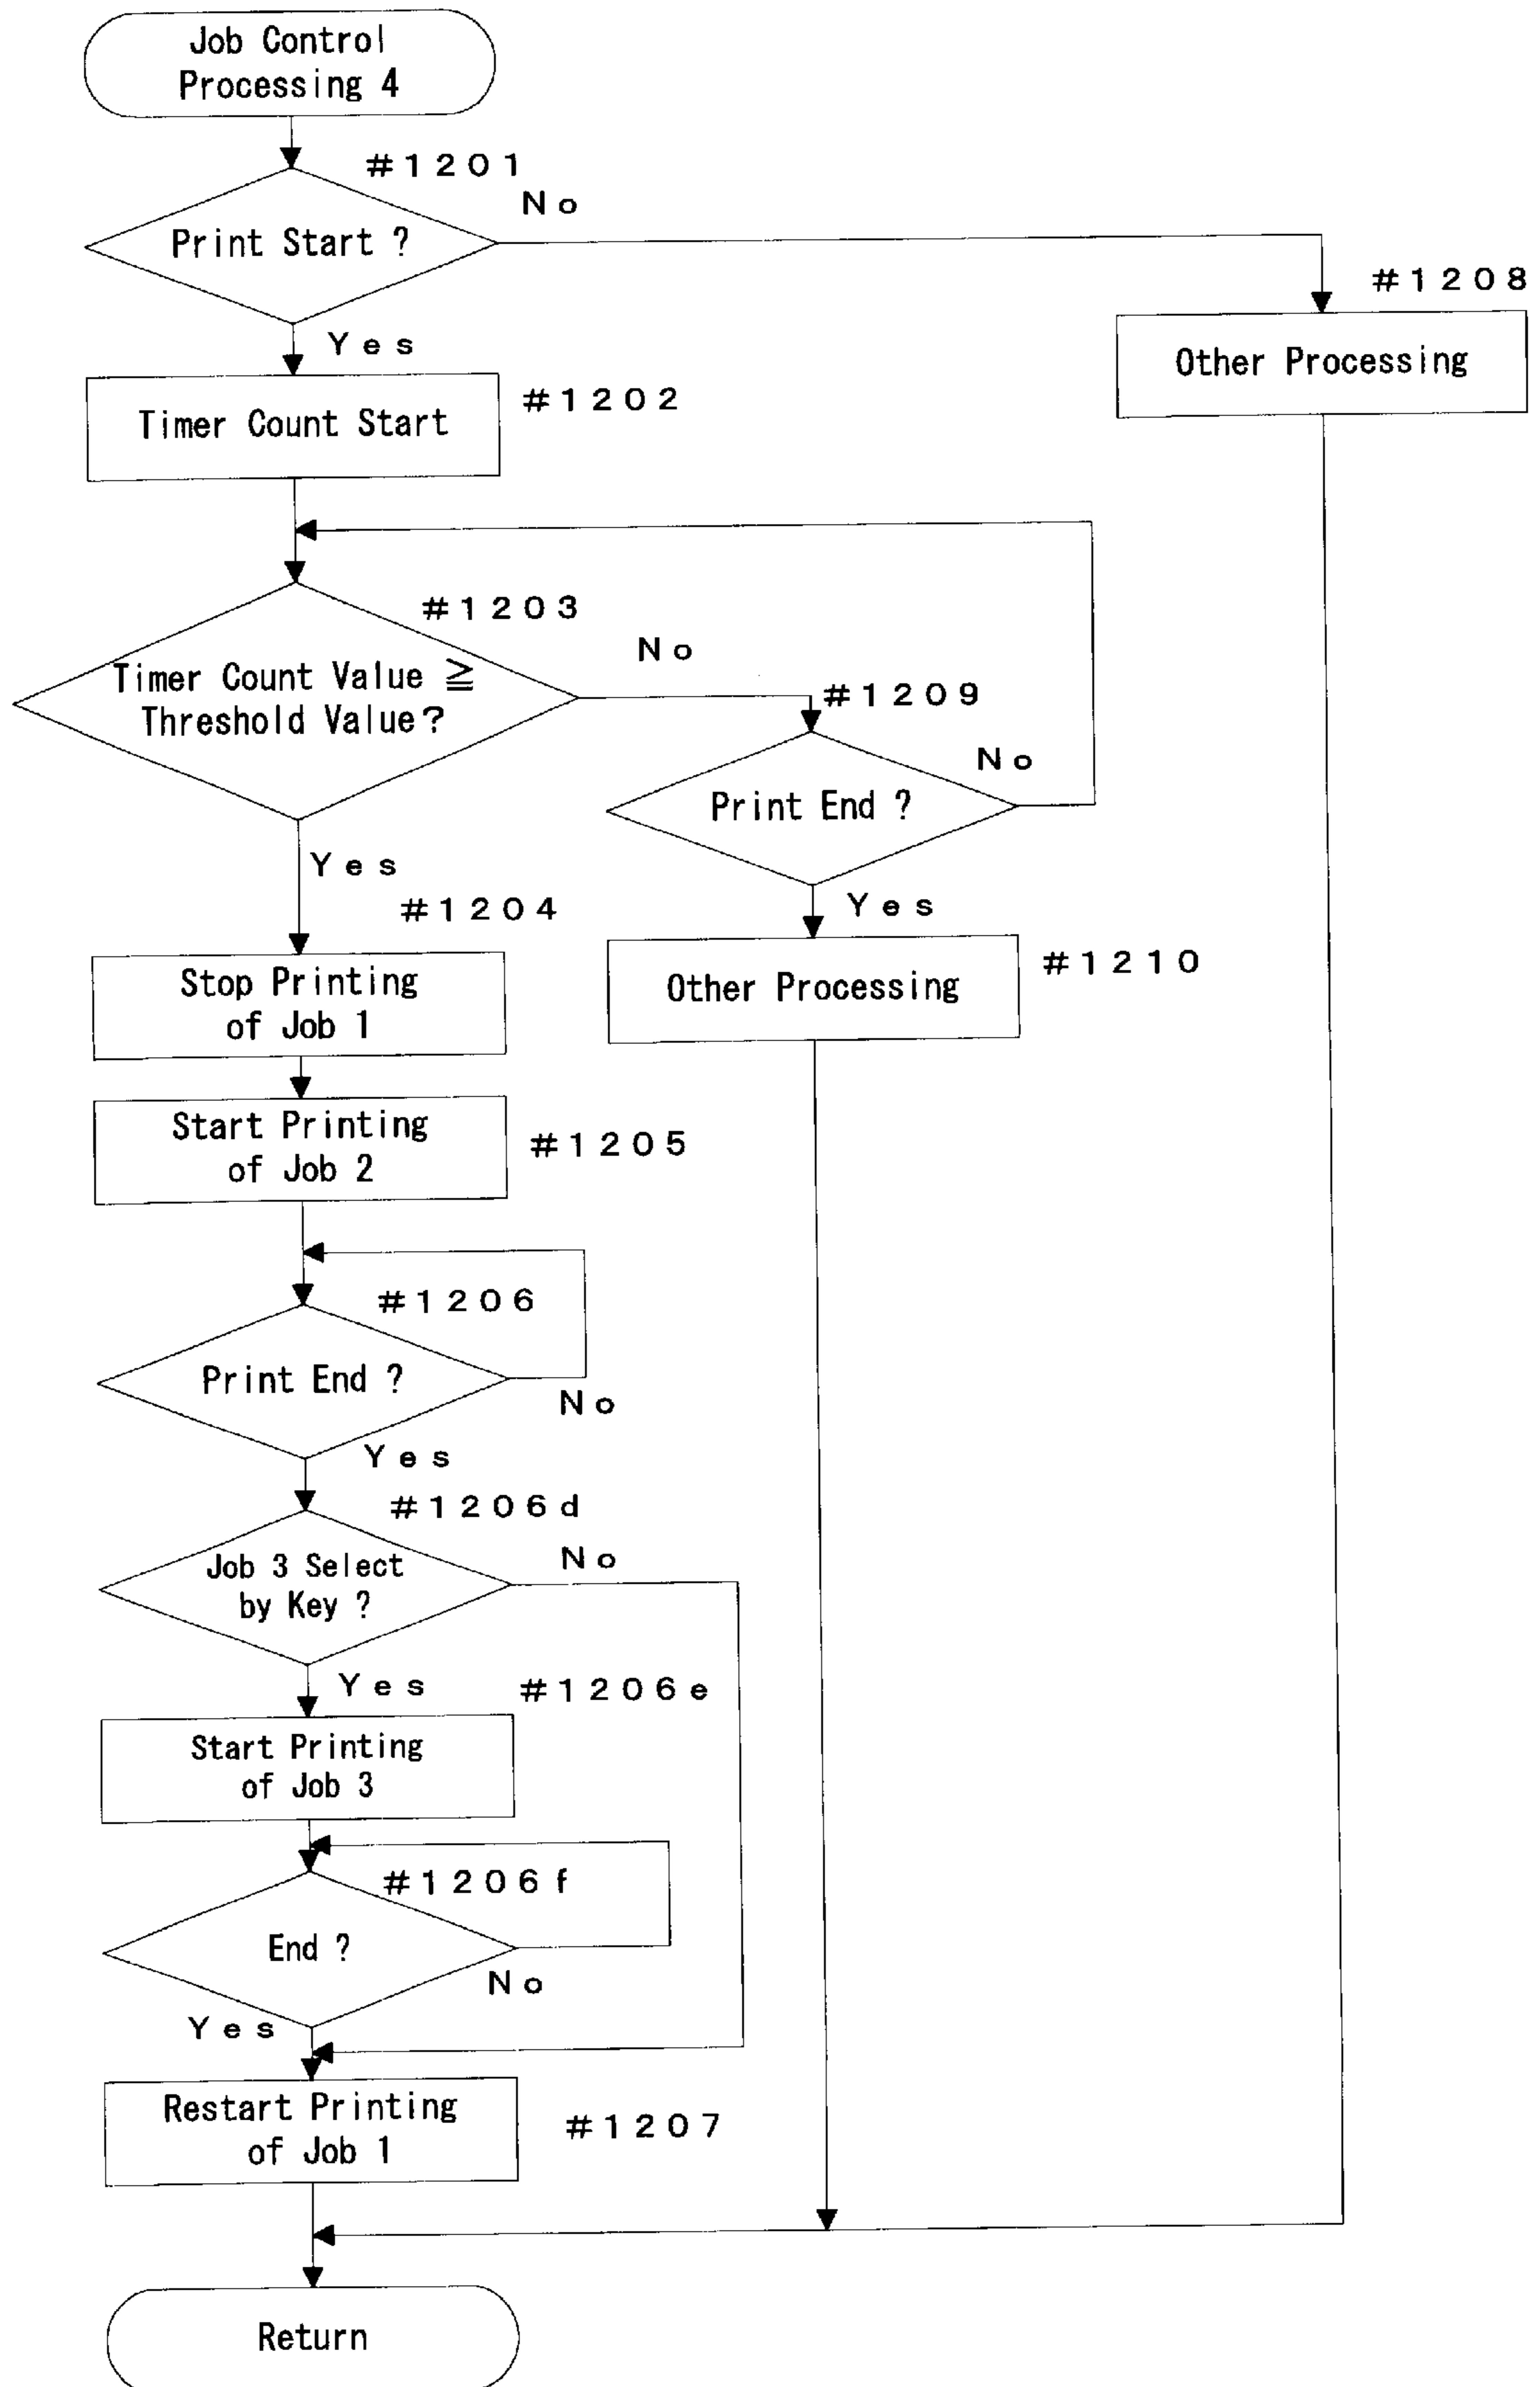 Job Control
Processing 4
#1201
No
Print Start ?
#1208
Yes
Other Processing
#1202
Timer Count Start
#1203
No
Timer Count Value ≧
Threshold Value?
#1209
No
Print End ?
Yes
#1204
Yes
Stop Printing
of Job 1
Other Processing
#1210
Start Printing
of Job 2
#1205
#1206
Print End ?
No
Yes
#1206d
No
Job 3 Select
by Key ?
Yes
#1206e
Start Printing
of Job 3
#1206f
End ?
No
Yes
Restart Printing
of Job 1
#1207
Return